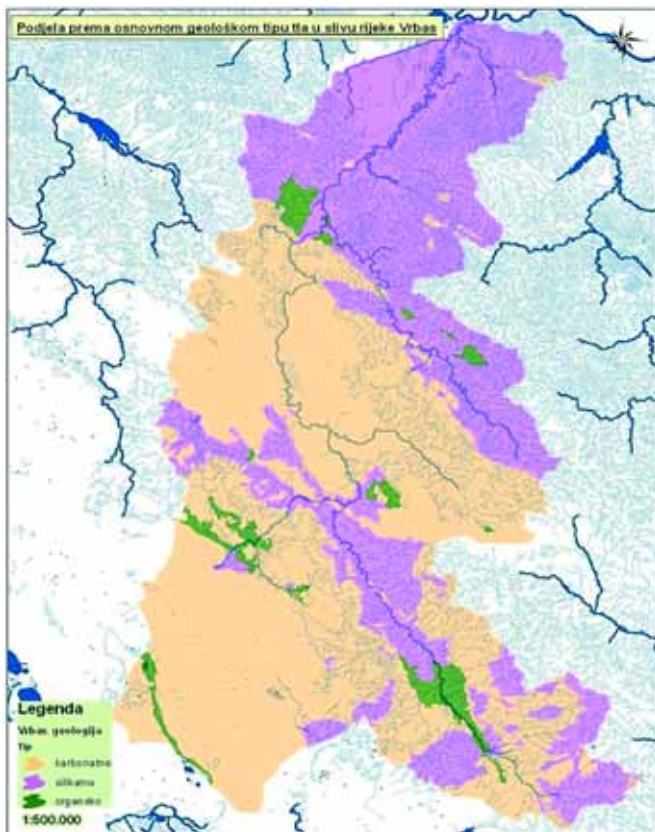 Podjela prema osnovnom geološkom tipu tla u slivu rijeke Vrbas
Legenda
Vrbas geologija
Tip
karbonatno
silikatno
organsko
1:500.000